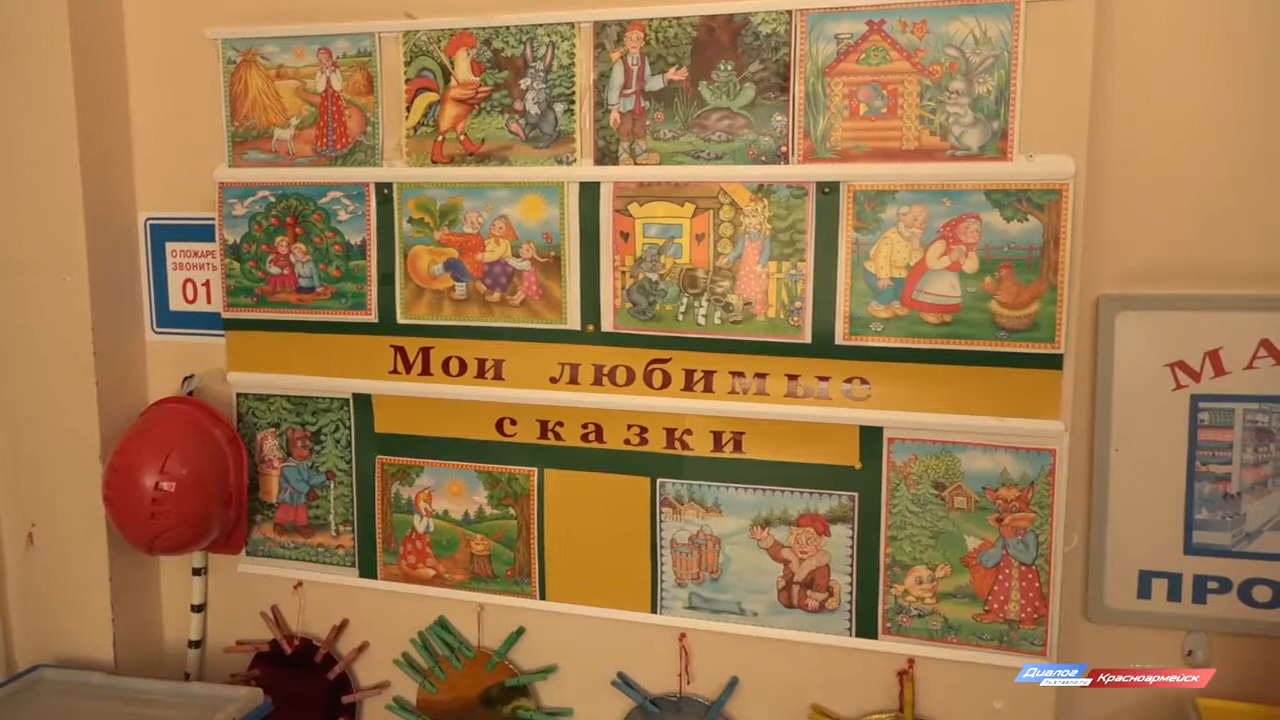 О ПОЖАРЕ
ЗВОНИТЬ
01
Мои любимые
сказки
МА
ПРО
Диалог
Красноармейск